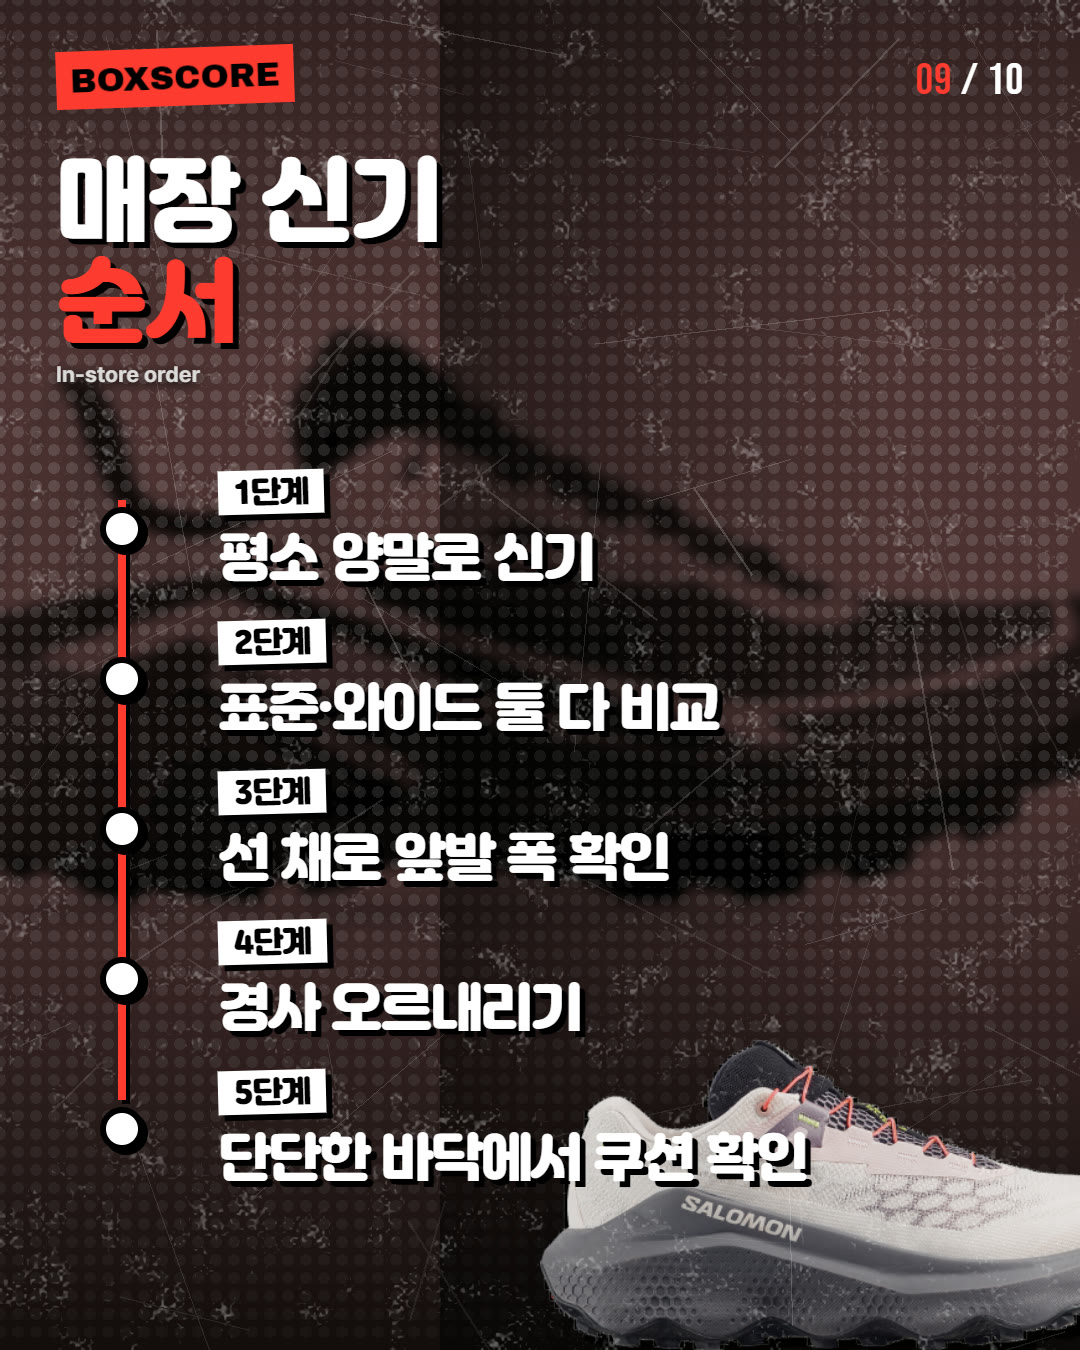 BOXSCORE
09 / 10
매장 신기
순서
In-store order
1단계
평소 양말로 신기
2단계
표준·와이드 둘 다 비교
3단계
선 채로 앞발 폭 확인
4단계
경사 오르내리기
5단계
단단한 바닥에서 쿠션 확인
SALOMON